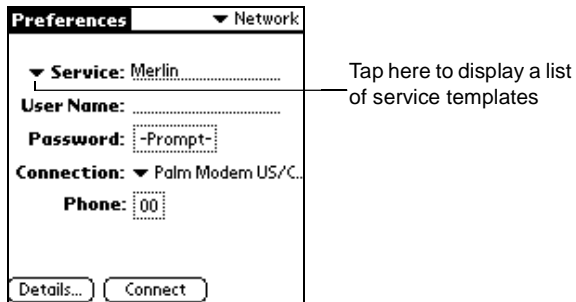 Preferences ▼ Network
▼ Service: Merlin
User Name:
Password: -Prompt-
Connection: ▼ Palm Modem US/C..
Phone: 00
Details... Connect
Tap here to display a list
of service templates